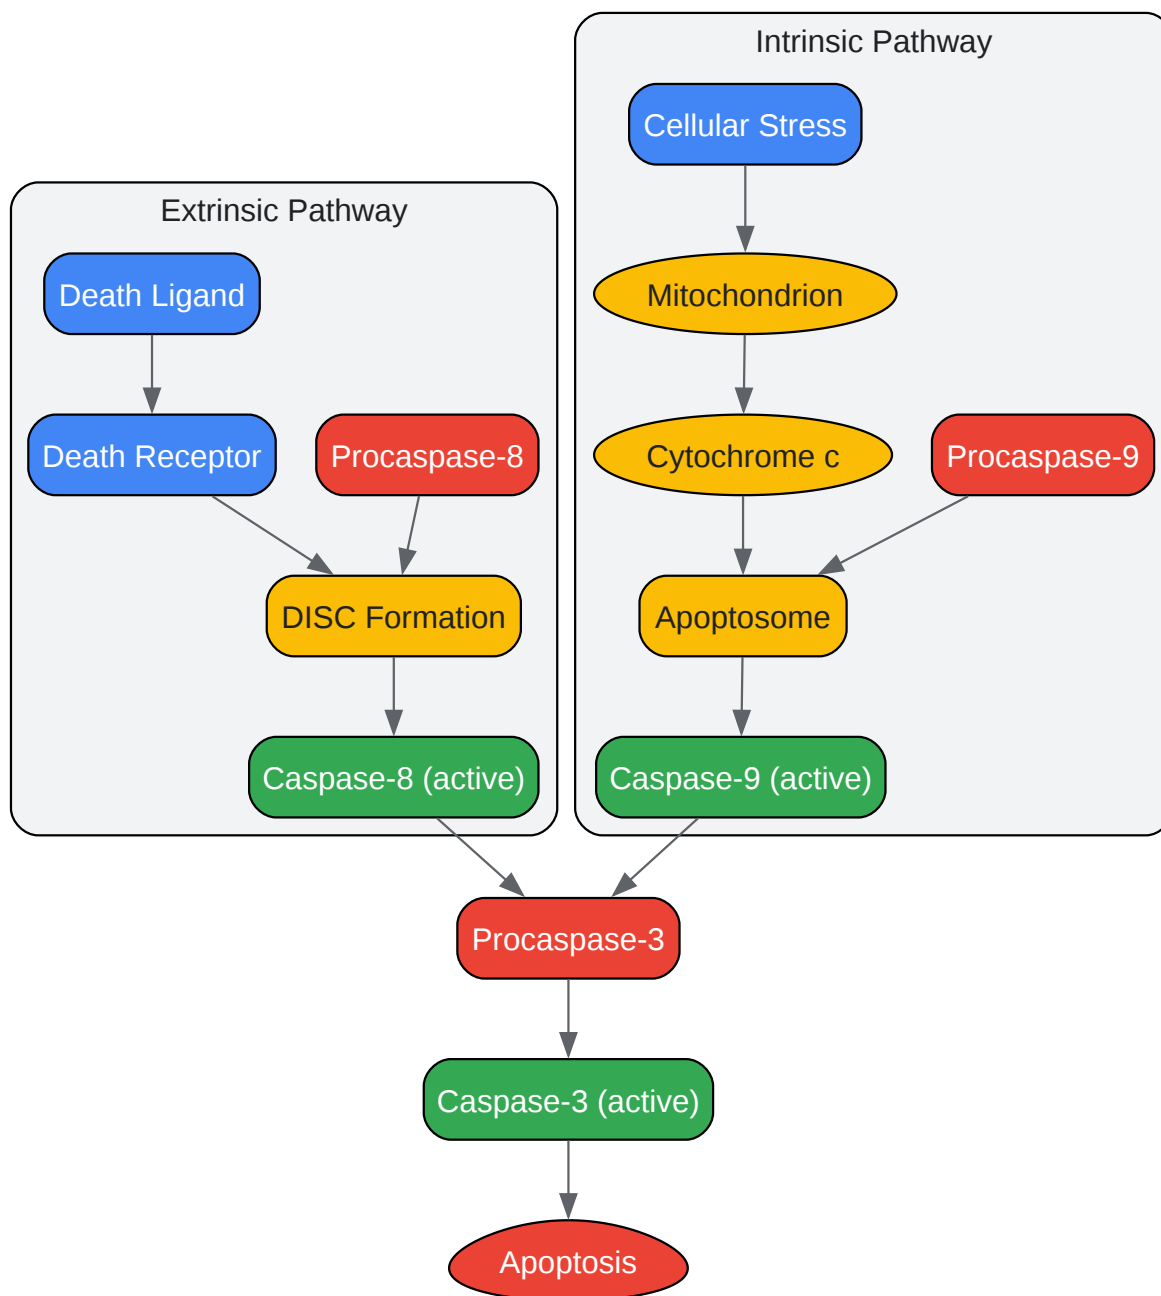 Intrinsic Pathway
Cellular Stress
Extrinsic Pathway
Death Ligand
Mitochondrion
Death Receptor
Procaspase-8
Cytochrome c
Procaspase-9
DISC Formation
Apoptosome
Caspase-8 (active)
Caspase-9 (active)
Procaspase-3
Caspase-3 (active)
Apoptosis